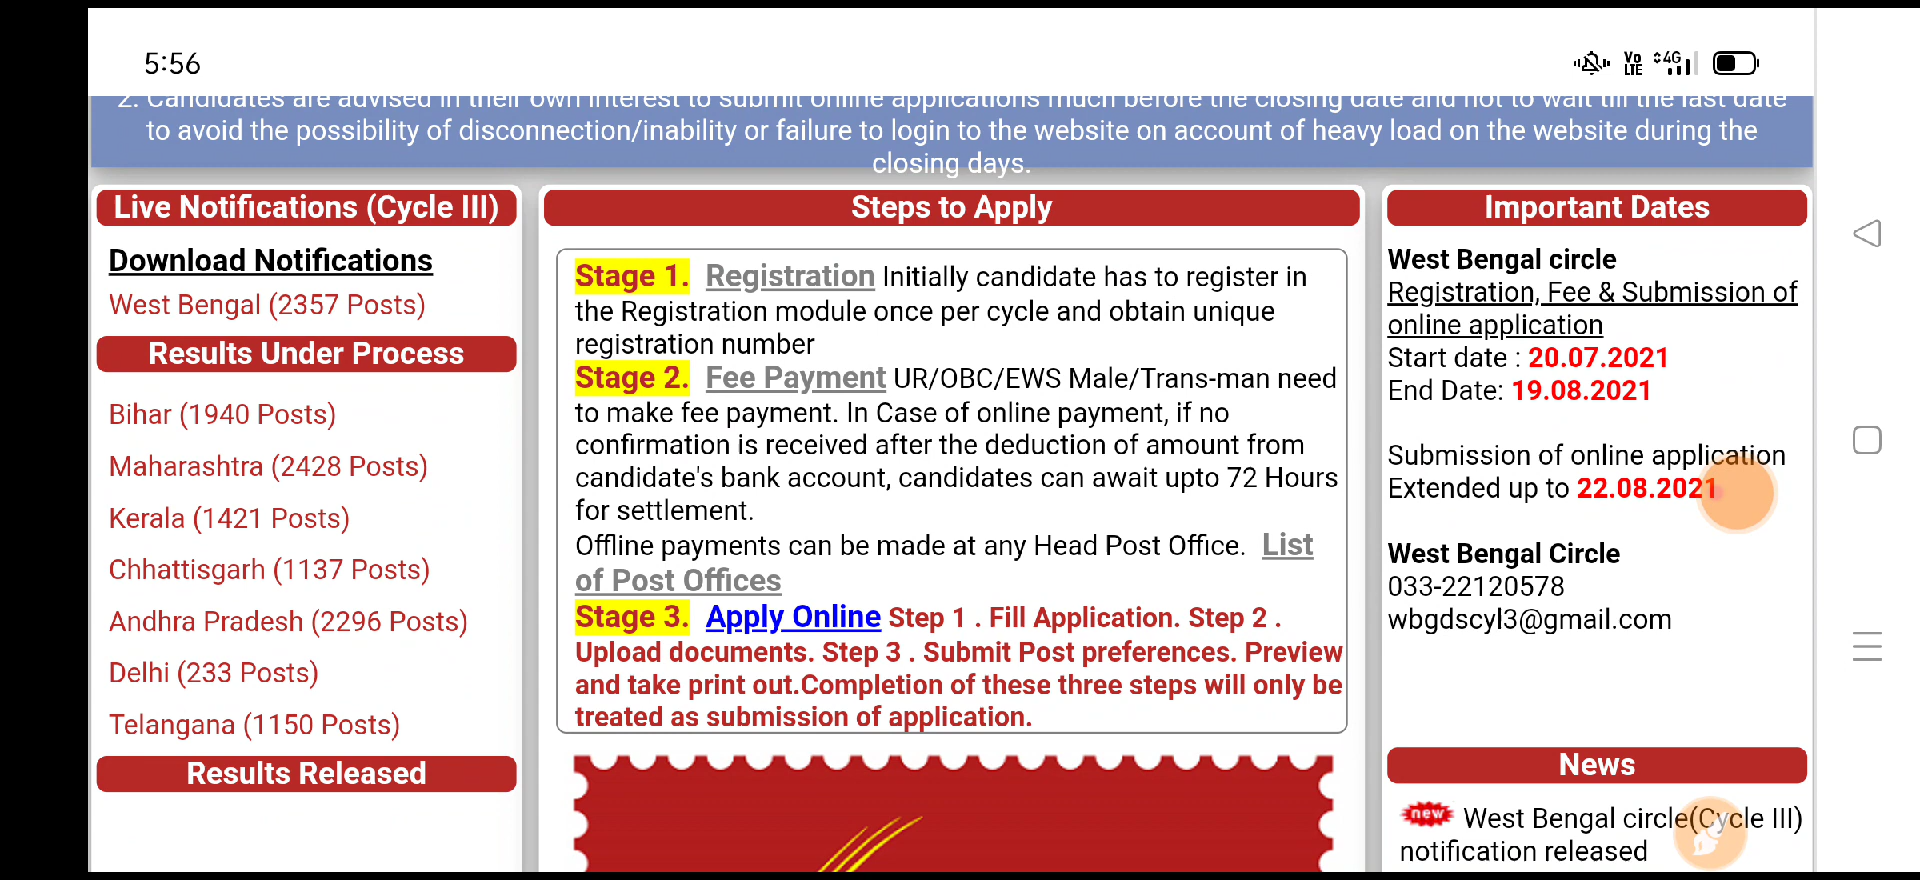 5:56
Vo LTE 4G
2. Candidates are advised in their own interest to submit online applications much before the closing date and not to wait till the last date
to avoid the possibility of disconnection/inability or failure to login to the website on account of heavy load on the website during the
closing days.
Live Notifications (Cycle III)
Download Notifications
West Bengal (2357 Posts)
Results Under Process
Bihar (1940 Posts)
Maharashtra (2428 Posts)
Kerala (1421 Posts)
Chhattisgarh (1137 Posts)
Andhra Pradesh (2296 Posts)
Delhi (233 Posts)
Telangana (1150 Posts)
Results Released
Steps to Apply
Stage 1. Registration Initially candidate has to register in
the Registration module once per cycle and obtain unique
registration number
Stage 2. Fee Payment UR/OBC/EWS Male/Trans-man need
to make fee payment. In Case of online payment, if no
confirmation is received after the deduction of amount from
candidate's bank account, candidates can await upto 72 Hours
for settlement.
Offline payments can be made at any Head Post Office. List
of Post Offices
Stage 3. Apply Online Step 1 . Fill Application. Step 2 .
Upload documents. Step 3 . Submit Post preferences. Preview
and take print out.Completion of these three steps will only be
treated as submission of application.
Important Dates
West Bengal circle
Registration, Fee & Submission of
online application
Start date : 20.07.2021
End Date: 19.08.2021
Submission of online application
Extended up to 22.08.2021
West Bengal Circle
033-22120578
wbgdscyl3@gmail.com
News
new West Bengal circle(Cycle III)
notification released